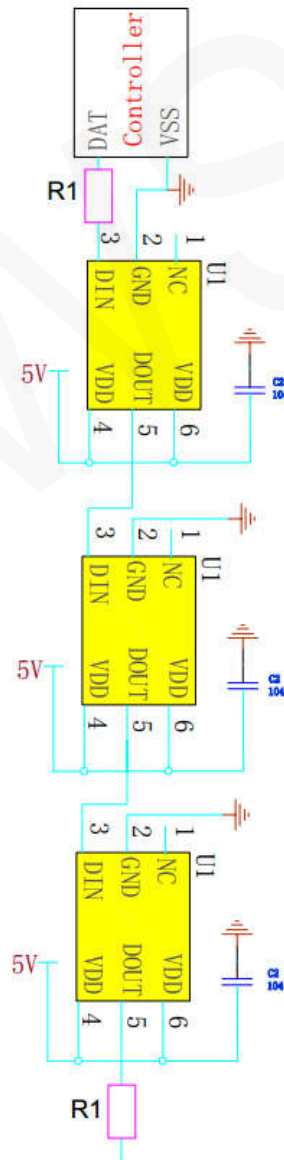 Controller
DAT
VSS
R1
3
2
1
U1
DIN
GND
NC
VDD
DOUT
VDD
5V
4
5
6
104
3
2
1
U1
DIN
GND
NC
VDD
DOUT
VDD
5V
4
5
6
C2
104
3
2
1
U1
DIN
GND
NC
VDD
DOUT
VDD
5V
4
5
6
C2
104
R1